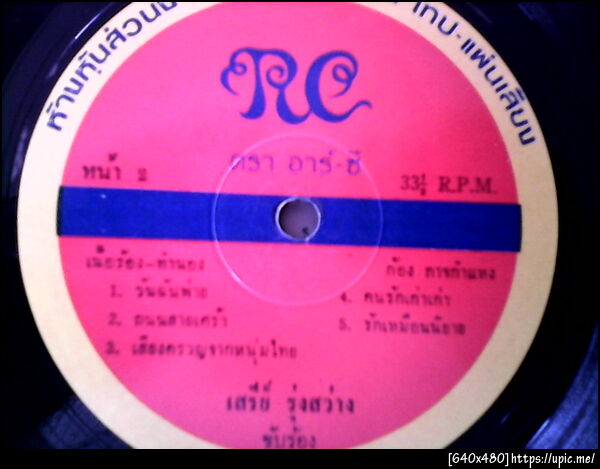 ห้ามหุ้นส่วน
เทป-แผ่นเสียง
RC
ตรา อาร์-ซี
หน้า 2
33⅓ R.P.M.
เนื้อร้อง-ทำนอง
ก้อง กาจกำแหง
1. วันฉันพ่าย
4. คนรักเก่าเก่า
2. ถนนสายเศร้า
5. รักเหมือนนิยาย
3. เสียงครวญจากหนุ่มไทย
เสรีย์ รุ่งสว่าง
ขับร้อง
[640x480]https://upic.me/